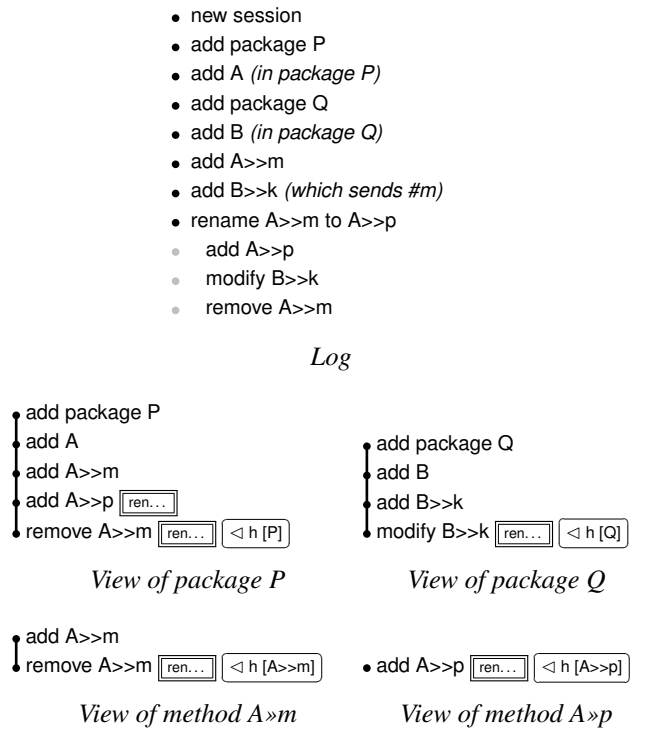 new session
add package P
add A (in package P)
add package Q
add B (in package Q)
add A>>m
add B>>k (which sends #m)
rename A>>m to A>>p
add A>>p
modify B>>k
remove A>>m
Log
add package P
add A
add A>>m
add A>>p ren...
remove A>>m ren... ◁ h [P]
View of package P
add package Q
add B
add B>>k
modify B>>k ren... ◁ h [Q]
View of package Q
add A>>m
remove A>>m ren... ◁ h [A>>m]
View of method A»m
add A>>p ren... ◁ h [A>>p]
View of method A»p